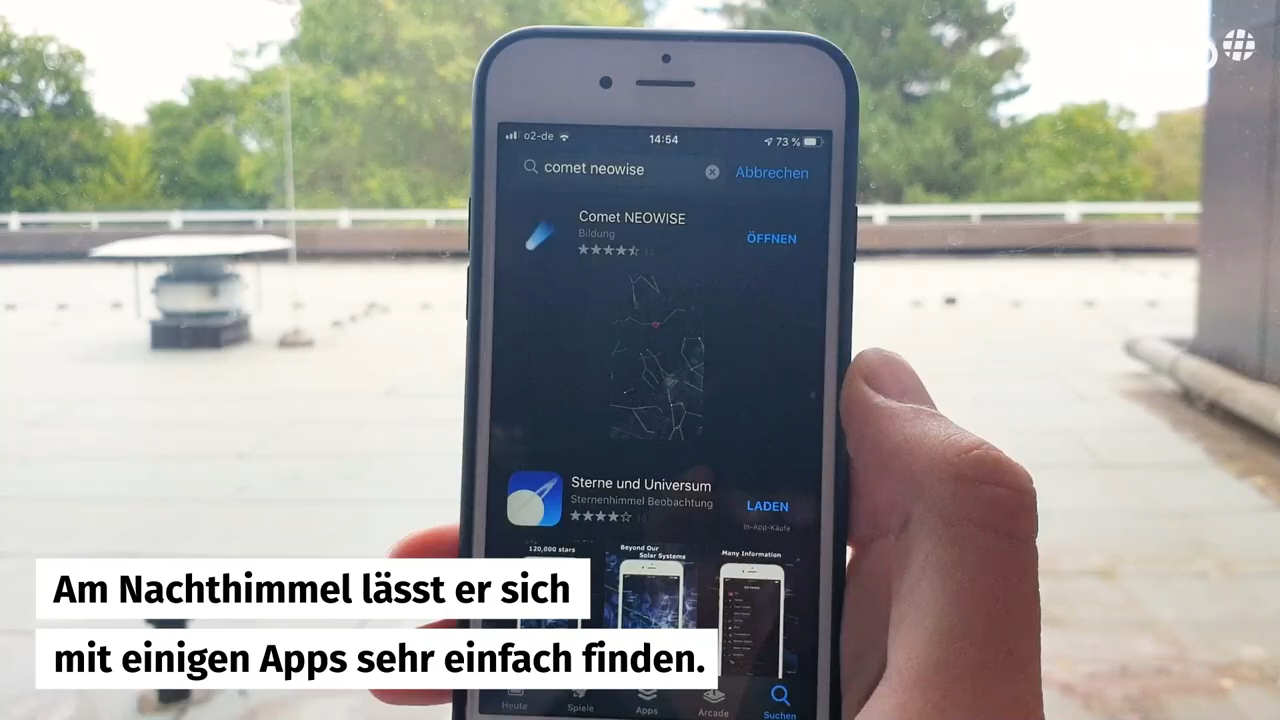 o2-de
14:54
73 %
comet neowise
Abbrechen
Comet NEOWISE
Bildung
ÖFFNEN
Sterne und Universum
Sternenhimmel Beobachtung
LADEN
In-App-Käufe
120,000 stars
Beyond Our
Solar Systems
Many Information
Am Nachthimmel lässt er sich
mit einigen Apps sehr einfach finden.
Heute
Spiele
Apps
Arcade
Suchen